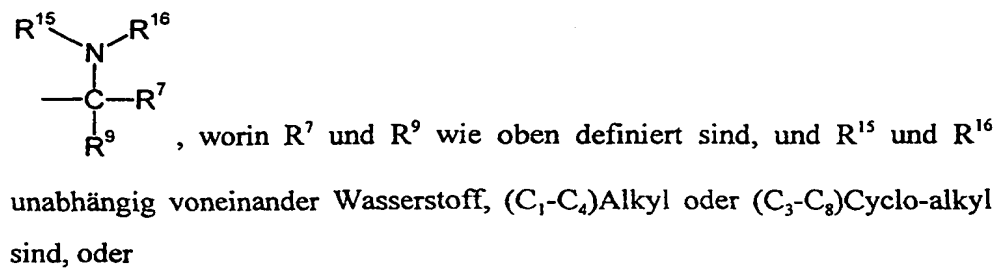 R¹⁵ R¹⁶
N
—C—R⁷
R⁹ , worin R⁷ und R⁹ wie oben definiert sind, und R¹⁵ und R¹⁶
unabhängig voneinander Wasserstoff, (C₁-C₄)Alkyl oder (C₃-C₈)Cyclo-alkyl
sind, oder